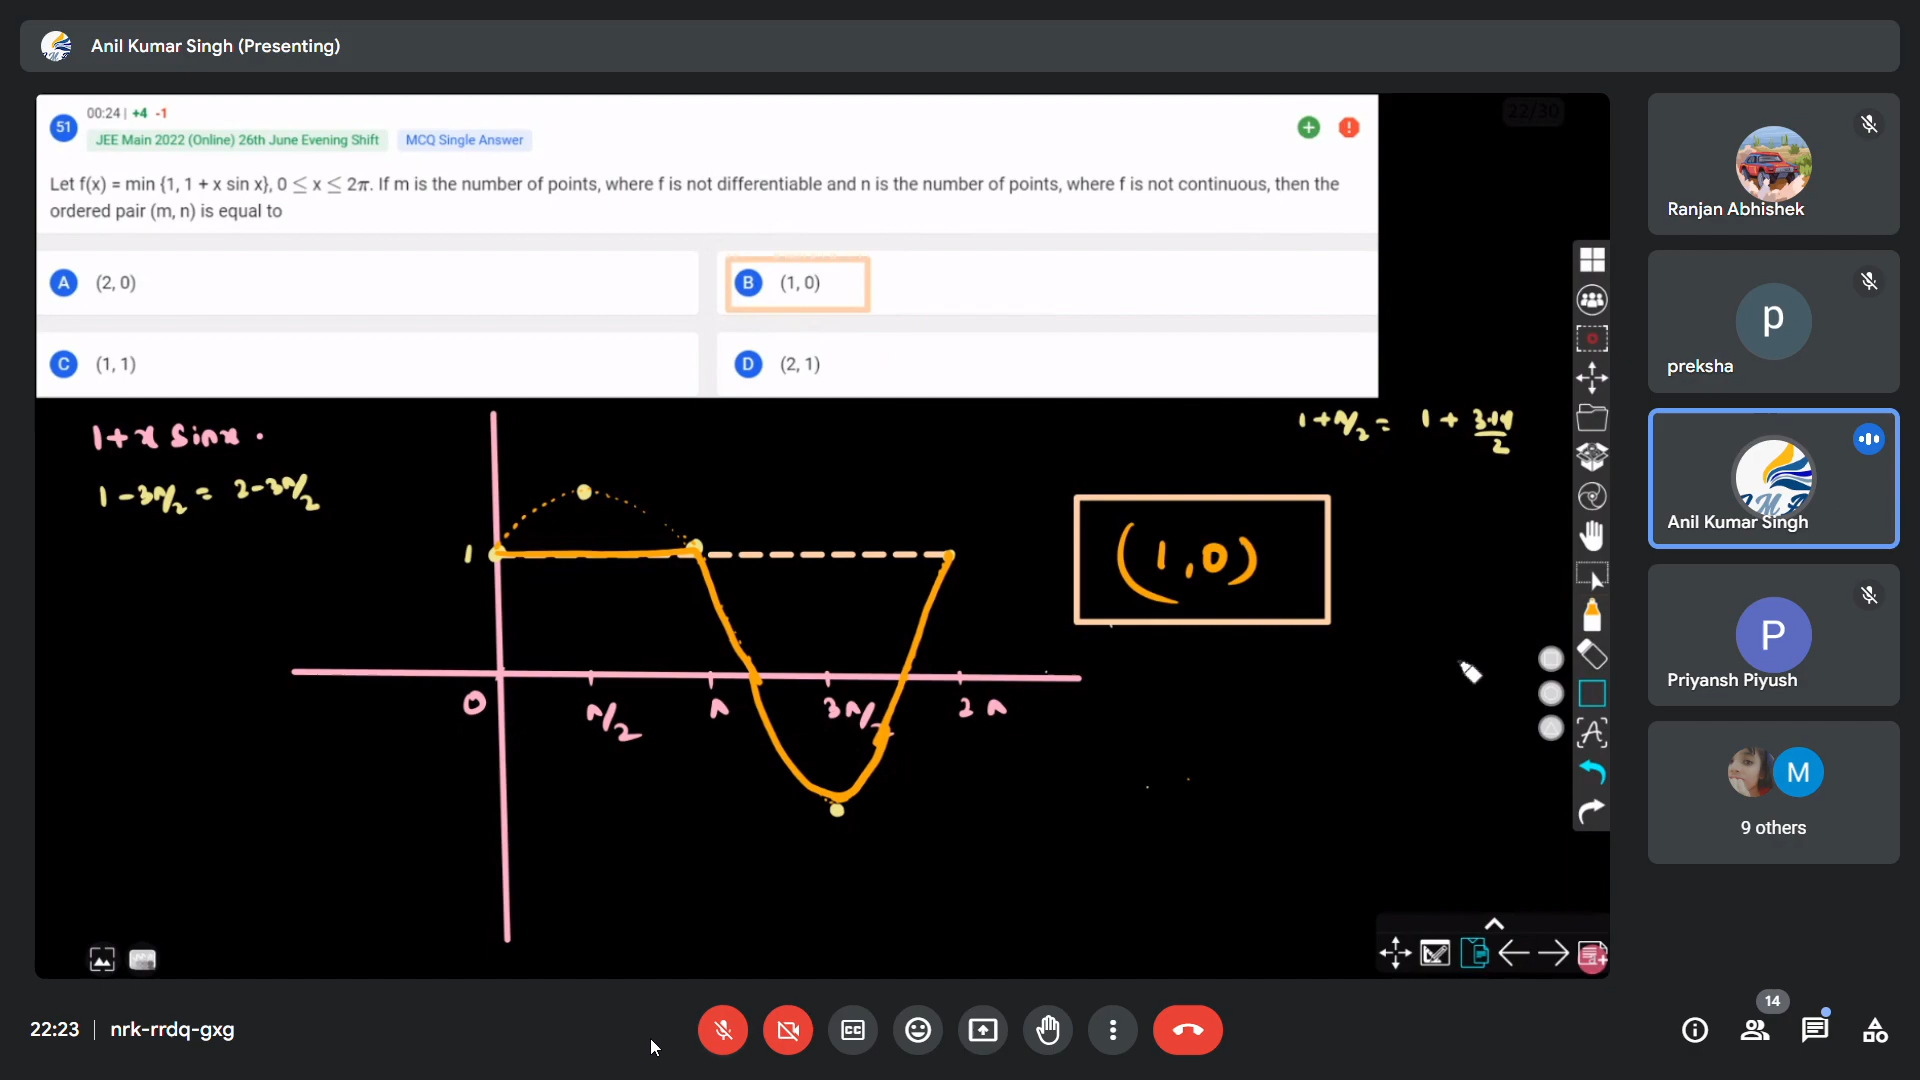 Anil Kumar Singh (Presenting)
22/30
51
00:24 | +4 -1
JEE Main 2022 (Online) 26th June Evening Shift MCQ Single Answer
Let f(x) = min {1, 1 + x sin x}, 0 ≤ x ≤ 2π. If m is the number of points, where f is not differentiable and n is the number of points, where f is not continuous, then the
ordered pair (m, n) is equal to
A (2, 0)
B (1, 0)
C (1, 1)
D (2, 1)
1+x sinx.
1+π/2 = 1+ 3.14/2
1-3π/2 = 2-3π/2
1
(1,0)
0 π/2 π 3π/2 2π
Ranjan Abhishek
p
preksha
Anil Kumar Singh
P
Priyansh Piyush
M
9 others
22:23 | nrk-rrdq-gxg
CC
14